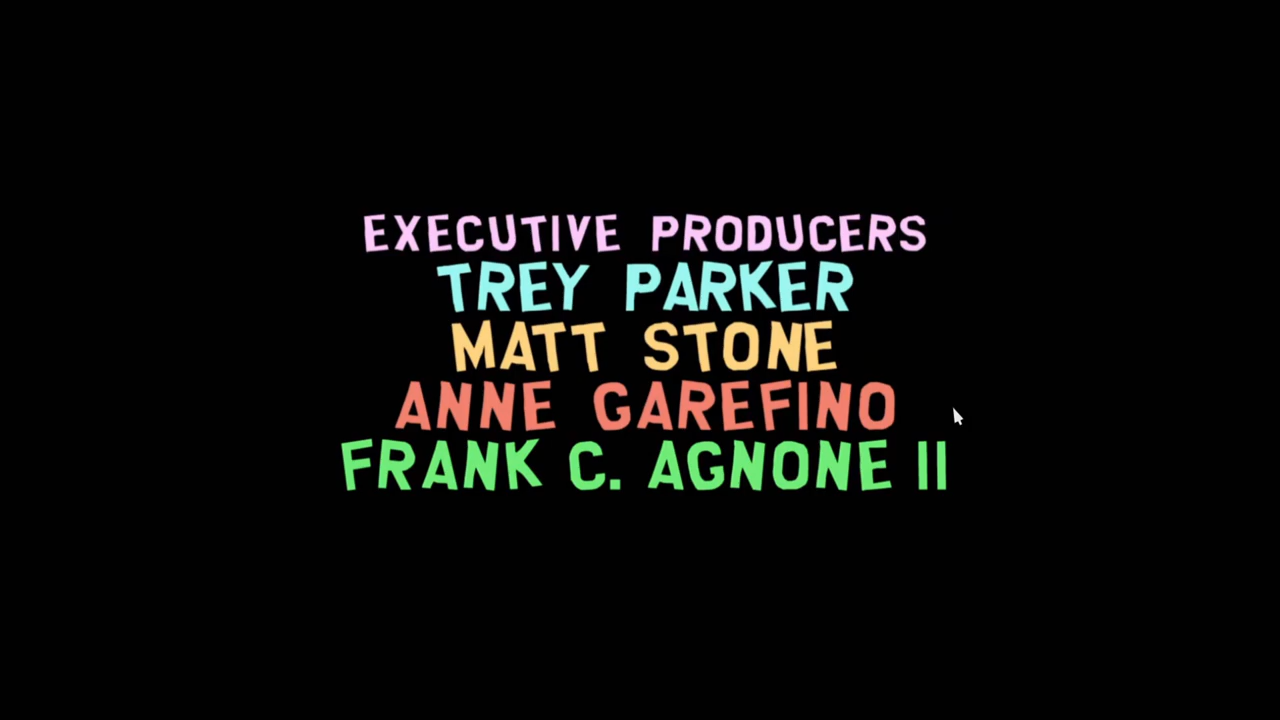 EXECUTIVE PRODUCERS
TREY PARKER
MATT STONE
ANNE GAREFINO
FRANK C. AGNONE II